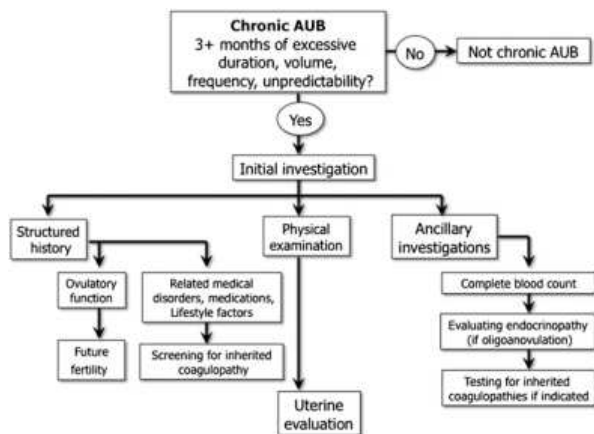 Chronic AUB
3+ months of excessive
duration, volume,
frequency, unpredictability?
No
Not chronic AUB
Yes
Initial investigation
Structured
history
Physical
examination
Ancillary
investigations
Ovulatory
function
Related medical
disorders, medications,
Lifestyle factors
Complete blood count
Future
fertility
Screening for inherited
coagulopathy
Evaluating endocrinopathy
(if oligoanovulation)
Uterine
evaluation
Testing for inherited
coagulopathies if indicated